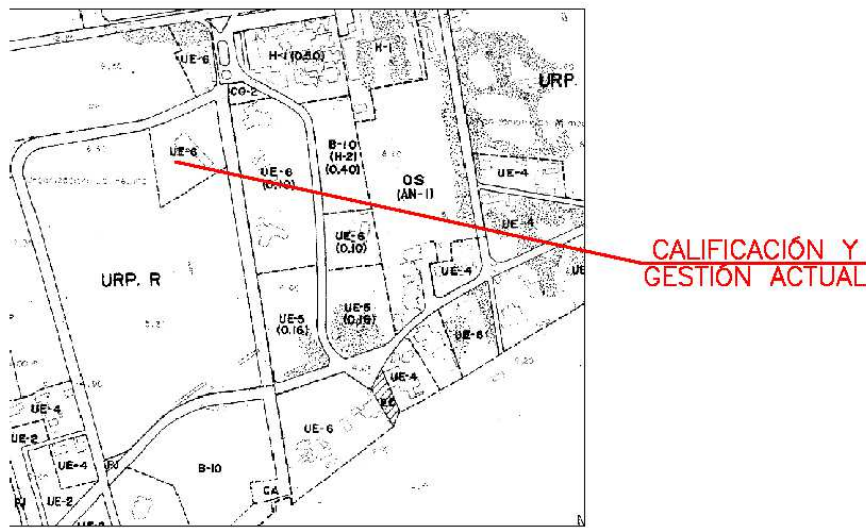 UE-6
H-1 (0.50)
H-1
URP.
CG-2
UE-6
B-10
(H-2)
(0.40)
UE-6
(0.10)
OS
(AN-1)
UE-4
UE-4
UE-6
(0.10)
CALIFICACIÓN Y
GESTIÓN ACTUAL
UE-4
URP. R
UE-5
(0.16)
UE-5
(0.16)
UE-6
UE-4
UE-4
UE-6
UE-2
UE-4
B-10
UE-2
CA